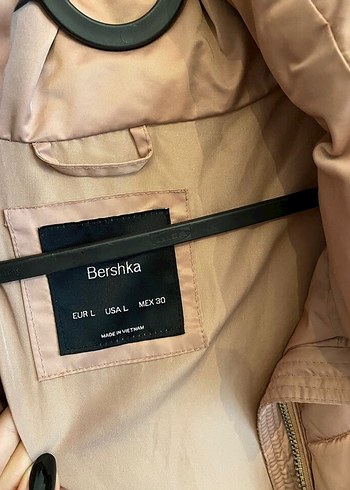 Bershka
EUR L USA L MEX 30
MADE IN VIETNAM